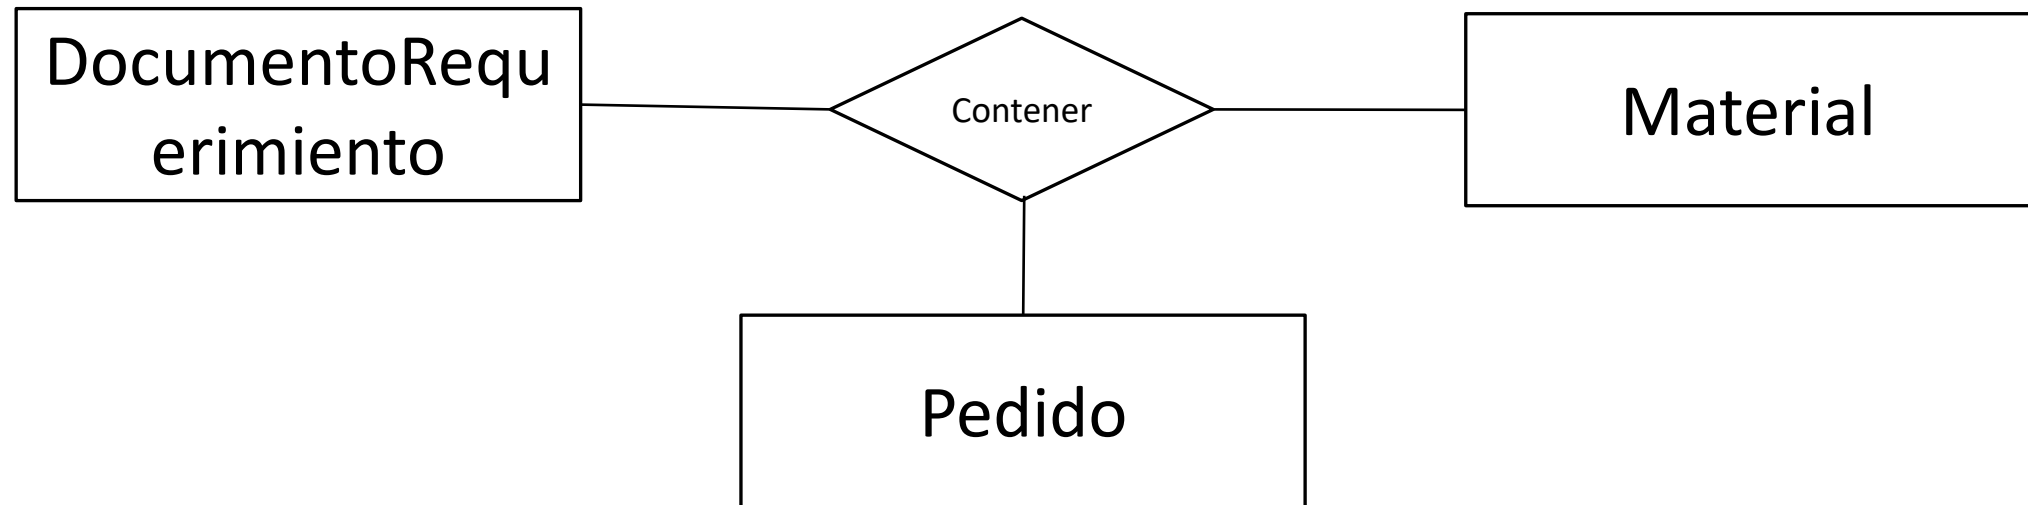 DocumentoRequ
erimiento
Contener
Material
Pedido